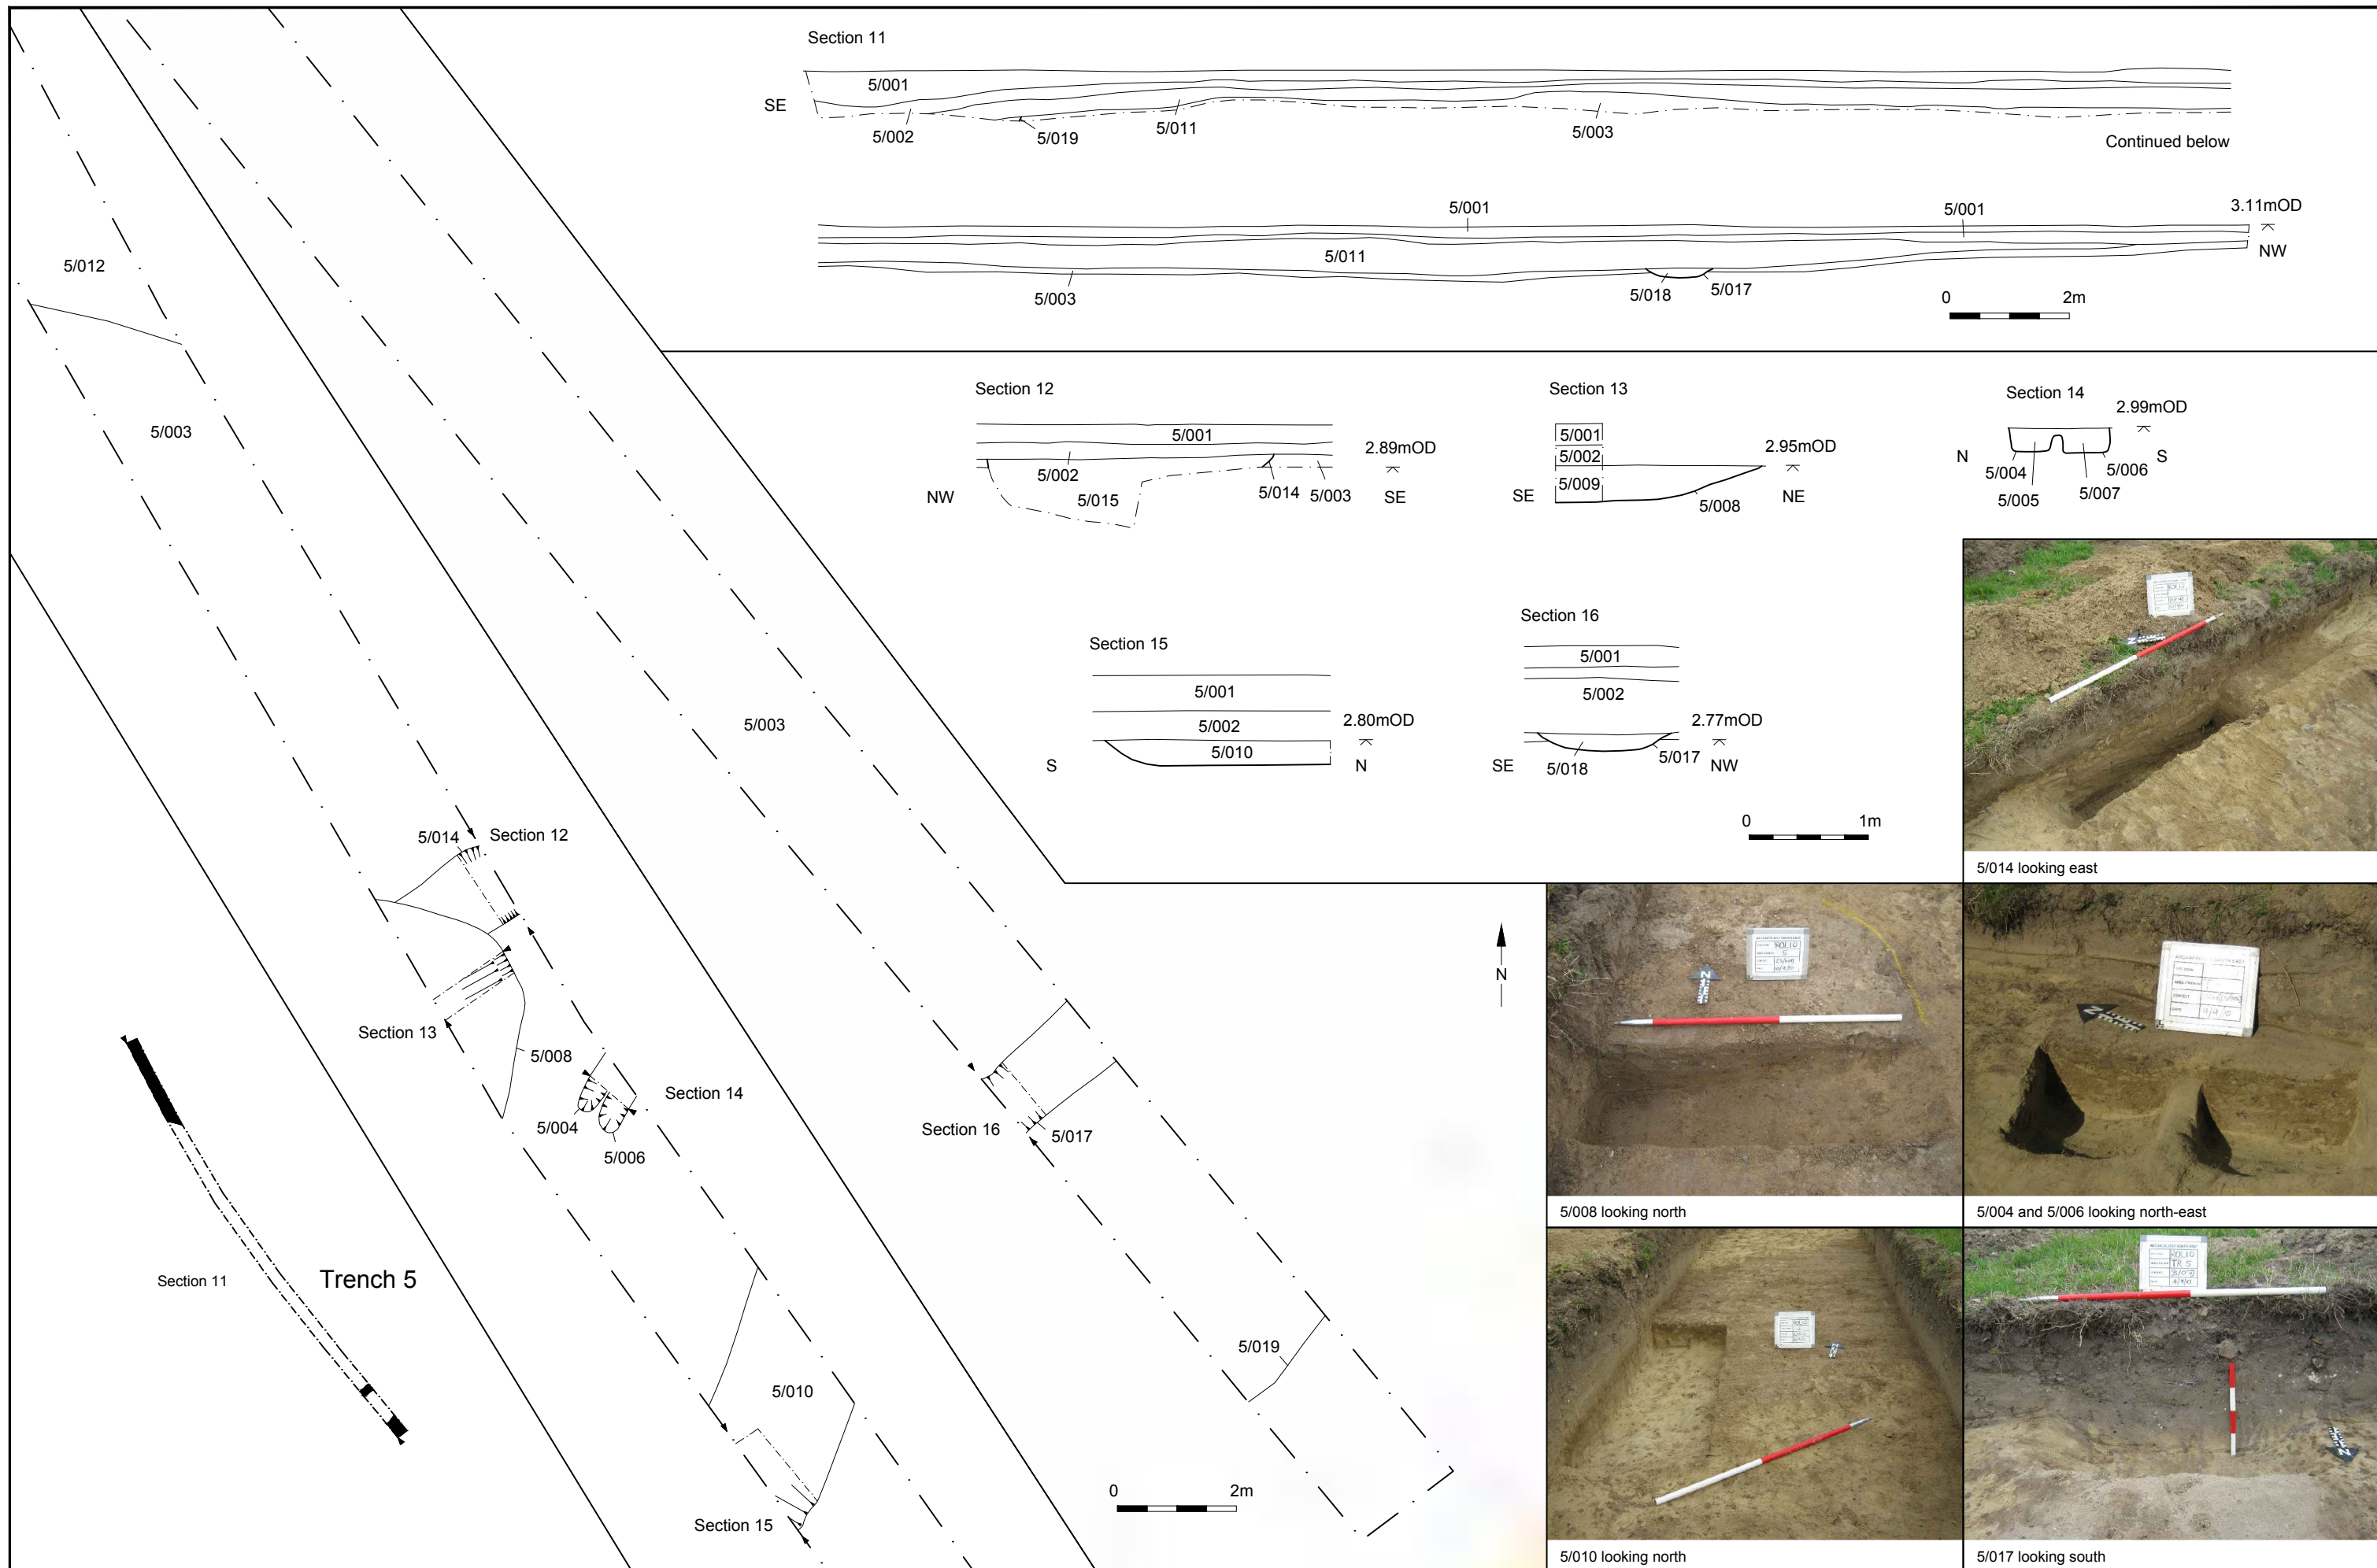 Section 11
5/001
SE
5/002
5/019
5/011
5/003
Continued below
5/001
5/001
3.11mOD
NW
5/011
5/003
5/018
5/017
0 2m
Section 12
5/001
2.89mOD
5/002
5/015
5/014
5/003
NW
SE
Section 13
5/001
5/002
5/009
2.95mOD
SE
5/008
NE
Section 14
2.99mOD
N
S
5/004
5/006
5/005
5/007
Section 15
5/001
5/002
2.80mOD
5/010
S
N
Section 16
5/001
5/002
2.77mOD
5/017
SE
5/018
NW
0 1m
5/012
5/003
5/003
5/014
Section 12
Section 13
5/008
Section 14
5/004
5/006
Section 16
5/017
5/019
5/010
Section 15
Section 11
Trench 5
N
0 2m
5/014 looking east
5/008 looking north
5/004 and 5/006 looking north-east
5/010 looking north
TR 5
5/017 looking south